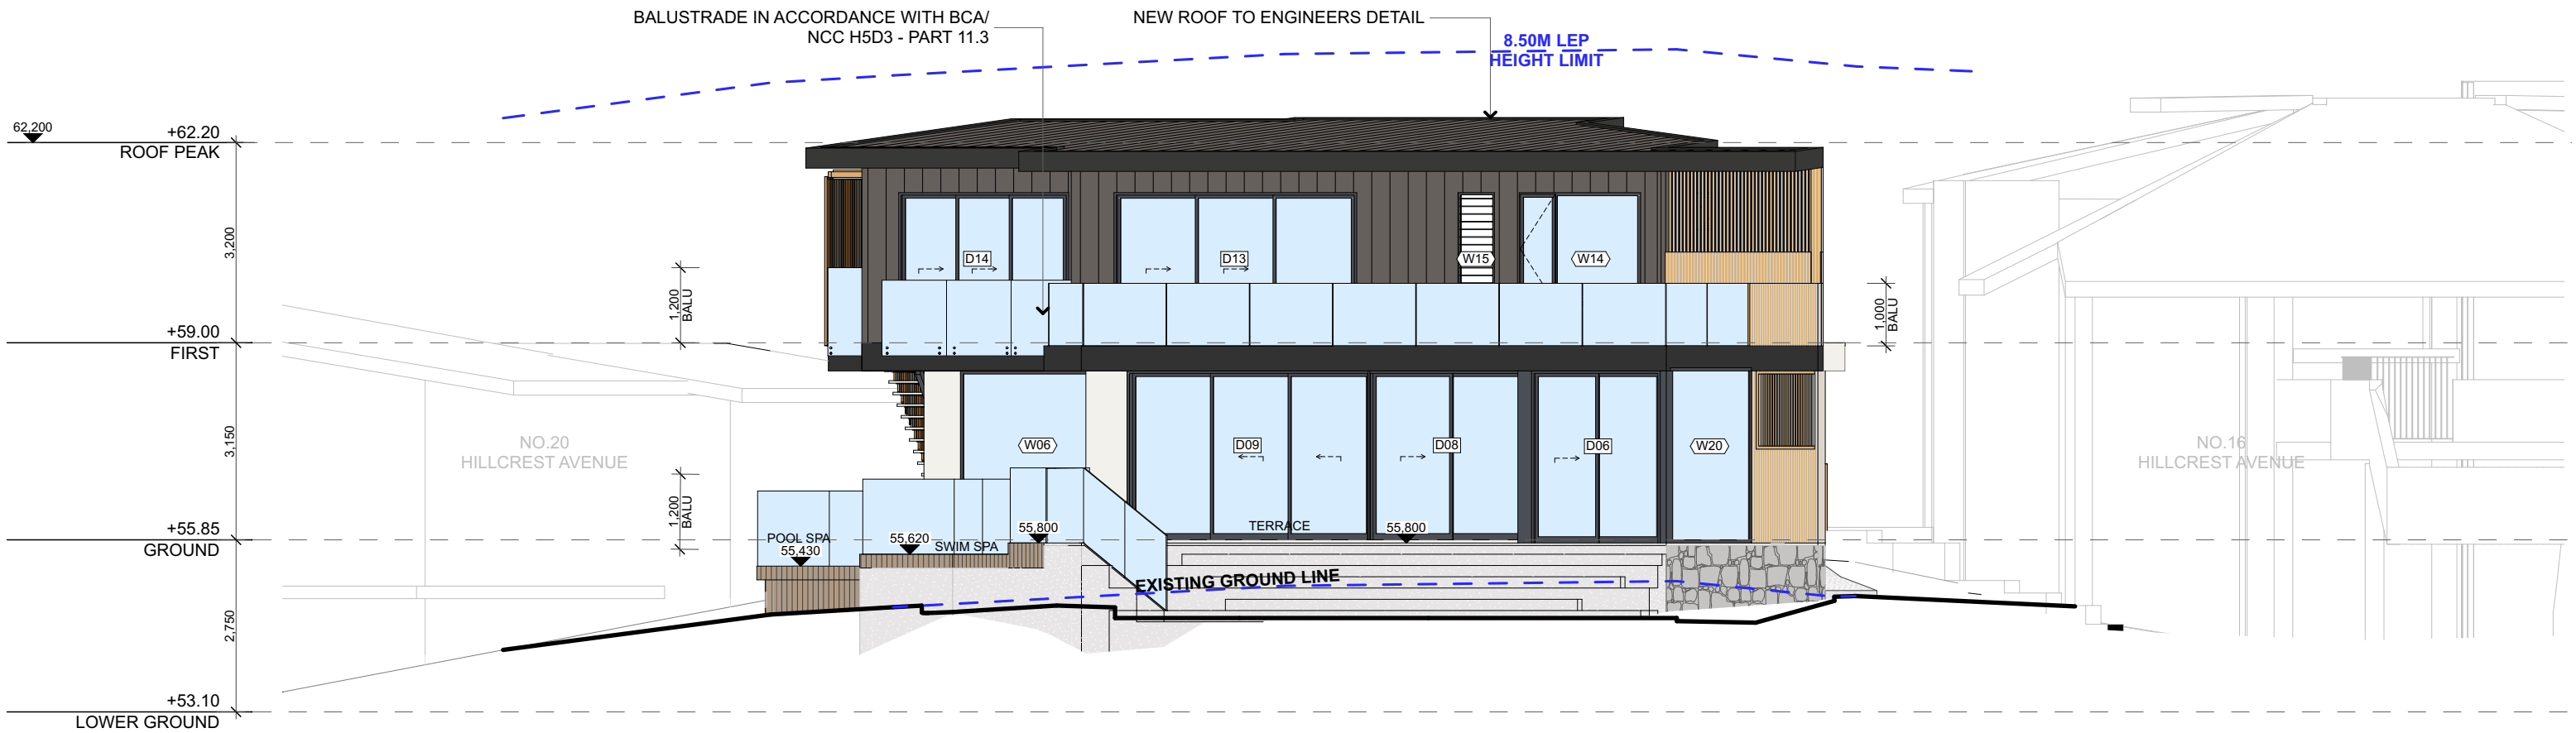 BALUSTRADE IN ACCORDANCE WITH BCA/
NCC H5D3 - PART 11.3
NEW ROOF TO ENGINEERS DETAIL
8.50M LEP
HEIGHT LIMIT
62,200
+62.20
ROOF PEAK
3,200
D14
D13
W15
W14
1,200
BALU
1,000
BALU
+59.00
FIRST
3,150
NO.20
HILLCREST AVENUE
W06
D09
D08
D06
W20
NO.16
HILLCREST AVENUE
1,200
BALU
+55.85
GROUND
POOL SPA
55,430
55,620
SWIM SPA
55,800
TERRACE
55,800
EXISTING GROUND LINE
2,750
+53.10
LOWER GROUND